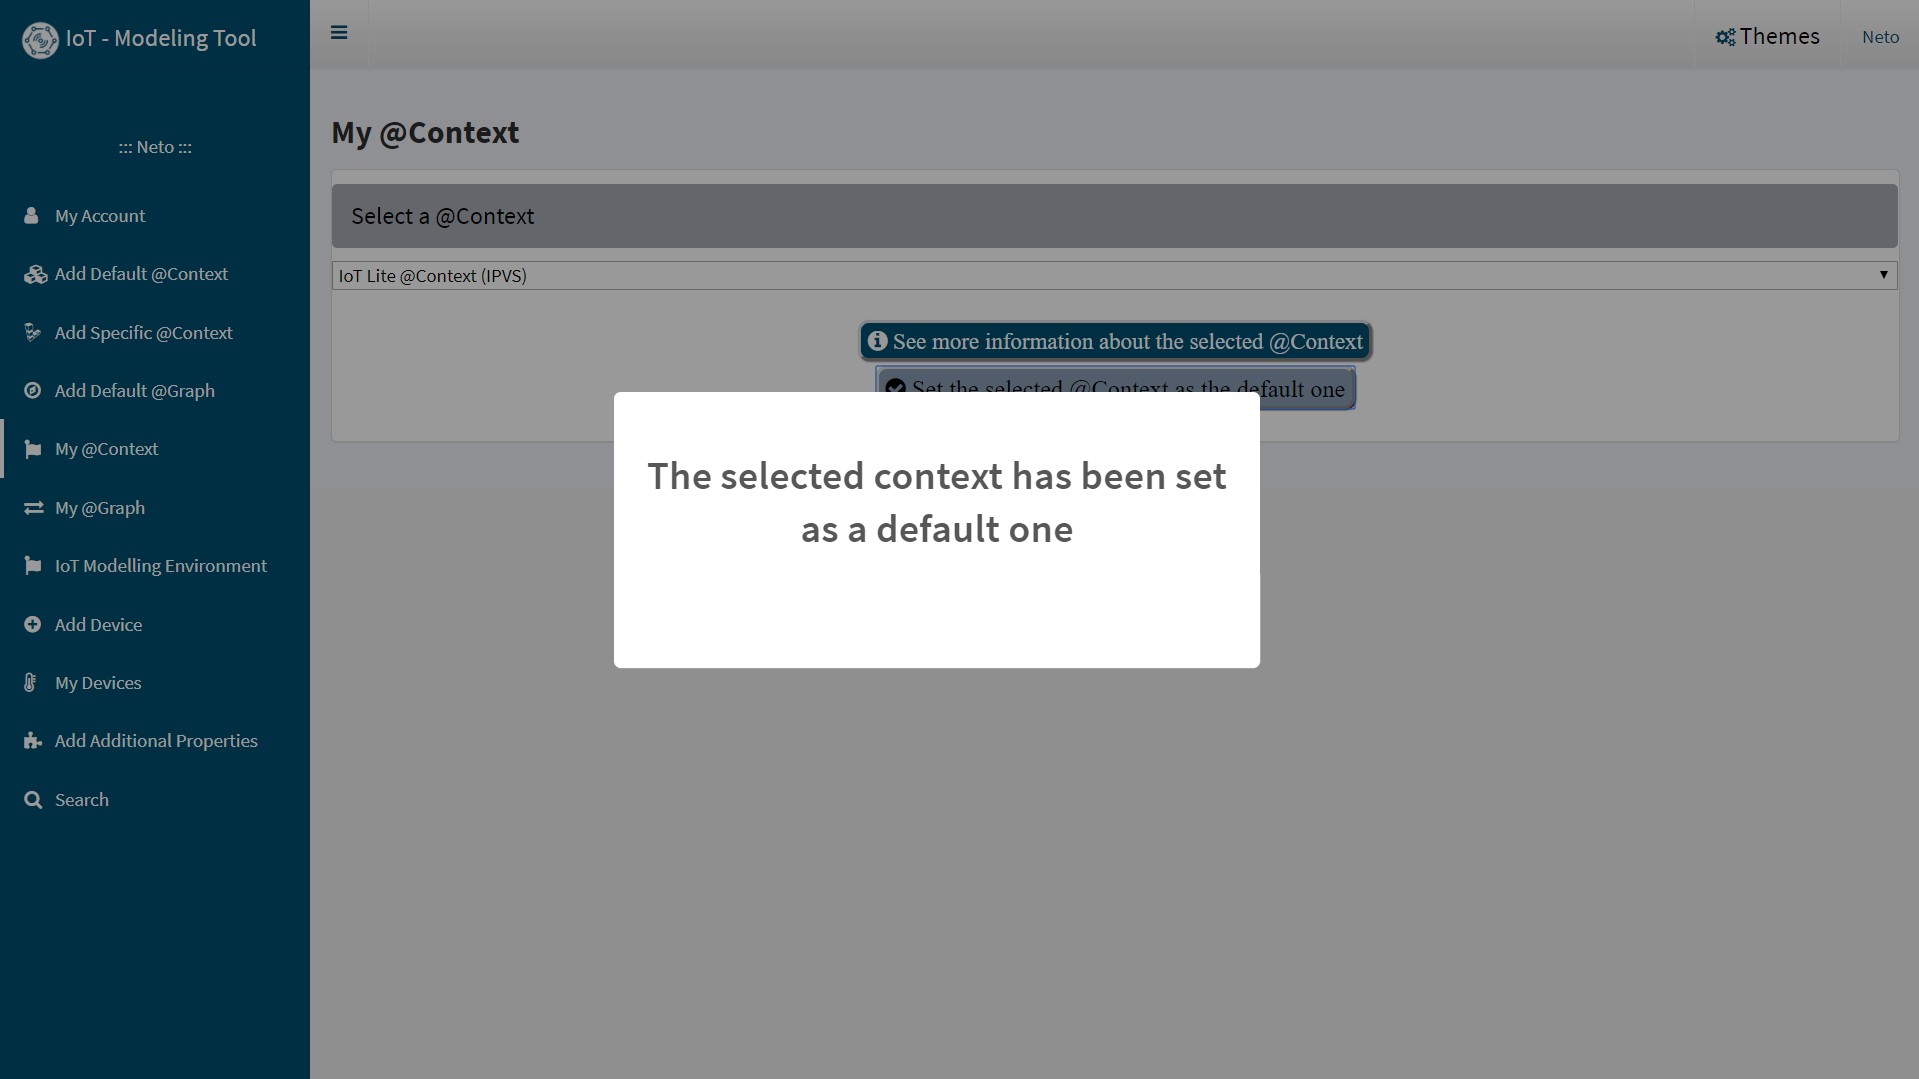 IoT - Modeling Tool
Themes
Neto
::: Neto :::
My Account
Add Default @Context
Add Specific @Context
Add Default @Graph
My @Context
My @Graph
IoT Modelling Environment
Add Device
My Devices
Add Additional Properties
Search
My @Context
Select a @Context
IoT Lite @Context (IPVS)
See more information about the selected @Context
Set the selected @Context as the default one
The selected context has been set
as a default one